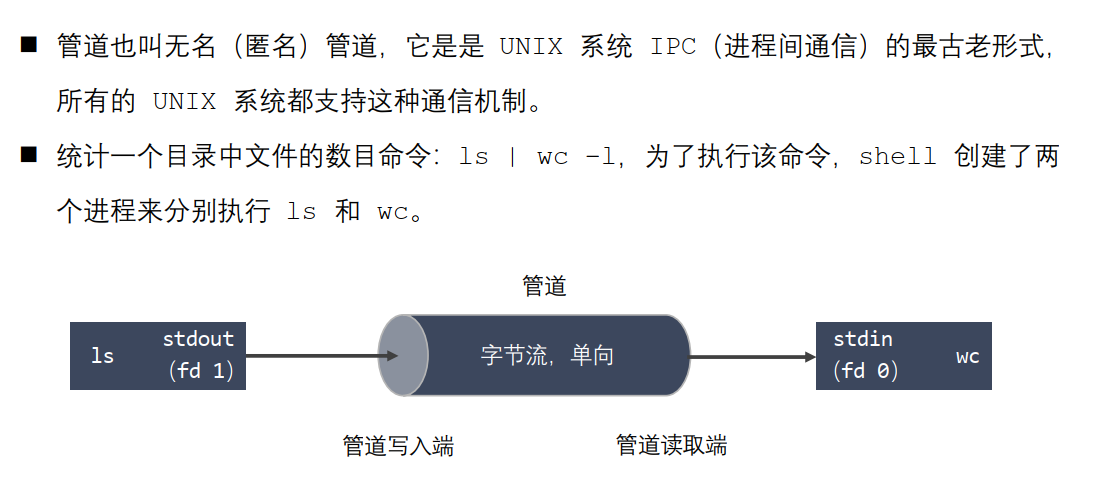 ■ 管道也叫无名（匿名）管道，它是是 UNIX 系统 IPC（进程间通信）的最古老形式，
所有的 UNIX 系统都支持这种通信机制。
■ 统计一个目录中文件的数目命令：ls | wc –l，为了执行该命令，shell 创建了两
个进程来分别执行 ls 和 wc。
管道
ls
stdout
（fd 1）
字节流，单向
stdin
（fd 0）
wc
管道写入端
管道读取端